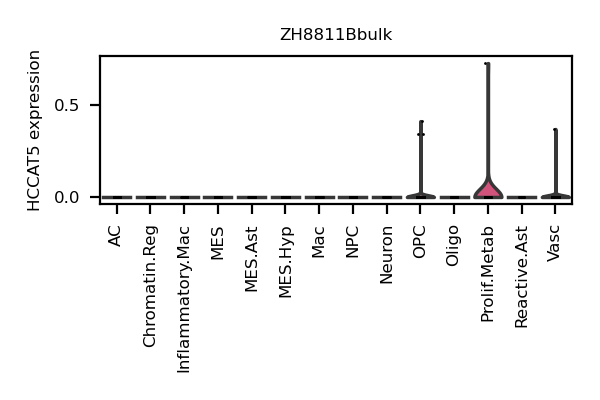 ZH8811Bbulk
HCCAT5 expression
0.5
0.0
AC
Chromatin.Reg
Inflammatory.Mac
MES
MES.Ast
MES.Hyp
Mac
NPC
Neuron
OPC
Oligo
Prolif.Metab
Reactive.Ast
Vasc